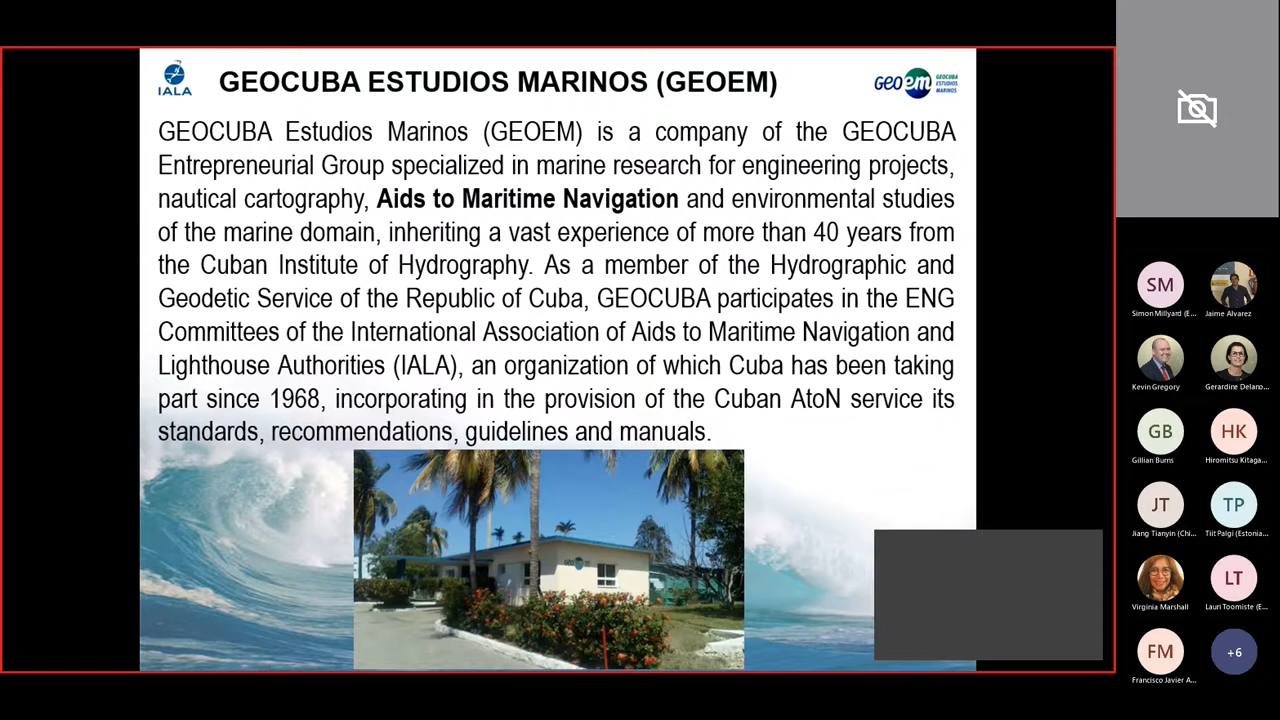 IALA
GEOCUBA ESTUDIOS MARINOS (GEOEM)
GEOem
GEOCUBA
ESTUDIOS
MARINOS
GEOCUBA Estudios Marinos (GEOEM) is a company of the GEOCUBA
Entrepreneurial Group specialized in marine research for engineering projects,
nautical cartography, Aids to Maritime Navigation and environmental studies
of the marine domain, inheriting a vast experience of more than 40 years from
the Cuban Institute of Hydrography. As a member of the Hydrographic and
Geodetic Service of the Republic of Cuba, GEOCUBA participates in the ENG
Committees of the International Association of Aids to Maritime Navigation and
Lighthouse Authorities (IALA), an organization of which Cuba has been taking
part since 1968, incorporating in the provision of the Cuban AtoN service its
standards, recommendations, guidelines and manuals.
SM
Simon Millyard (E...
Jaime Alvarez
Kevin Gregory
Gerardine Delano...
GB
Gillian Burns
HK
Hiromitsu Kitaga...
JT
Jiang Tianyin (Chi...
TP
Tiit Palgi (Estonia...
Virginia Marshall
LT
Lauri Toomiste (E...
FM
Francisco Javier A...
+6